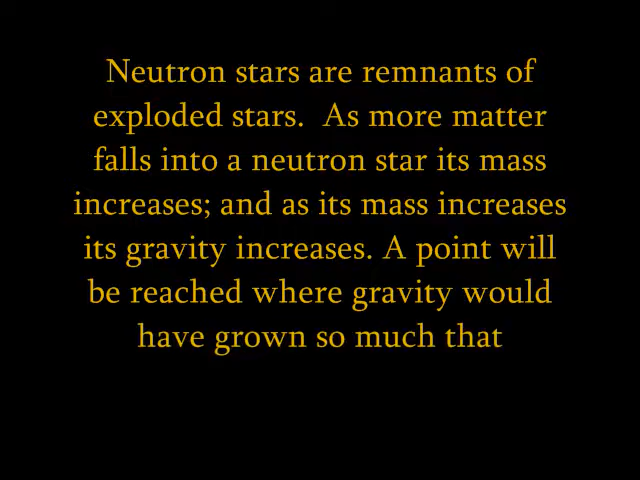 Neutron stars are remnants of
exploded stars.  As more matter
falls into a neutron star its mass
increases; and as its mass increases
its gravity increases. A point will
be reached where gravity would
have grown so much that